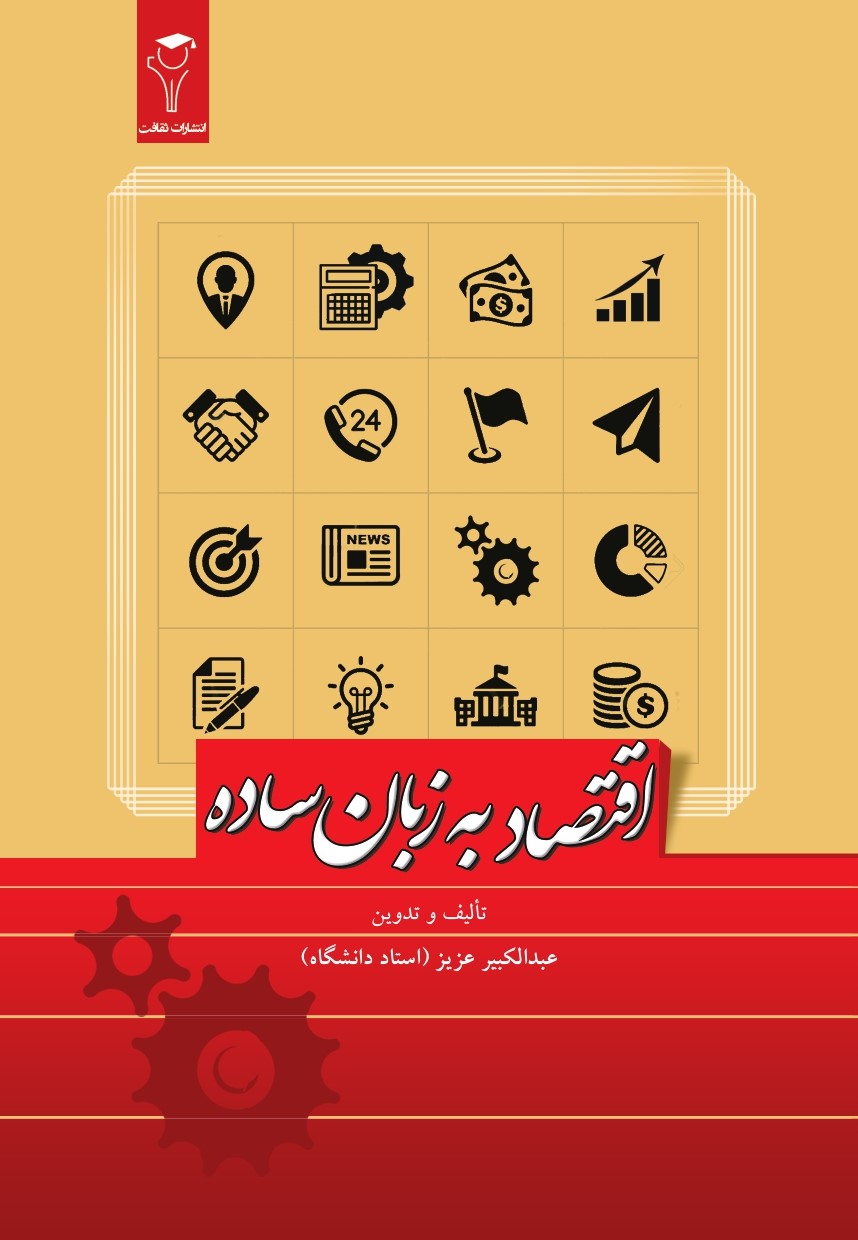 انتشارات ثقافت
24
NEWS
اقتصاد به زبان ساده
تألیف و تدوین
عبدالکبیر عزیز (استاد دانشگاه)